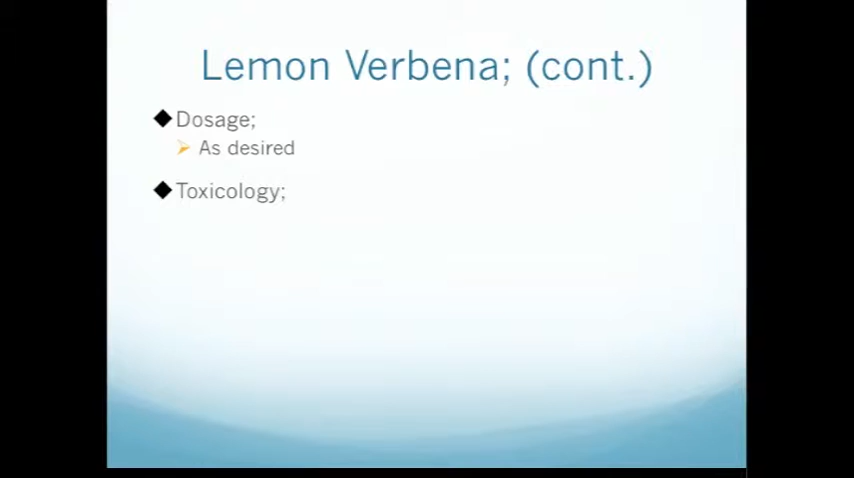 Lemon Verbena; (cont.)
Dosage;
As desired
Toxicology;